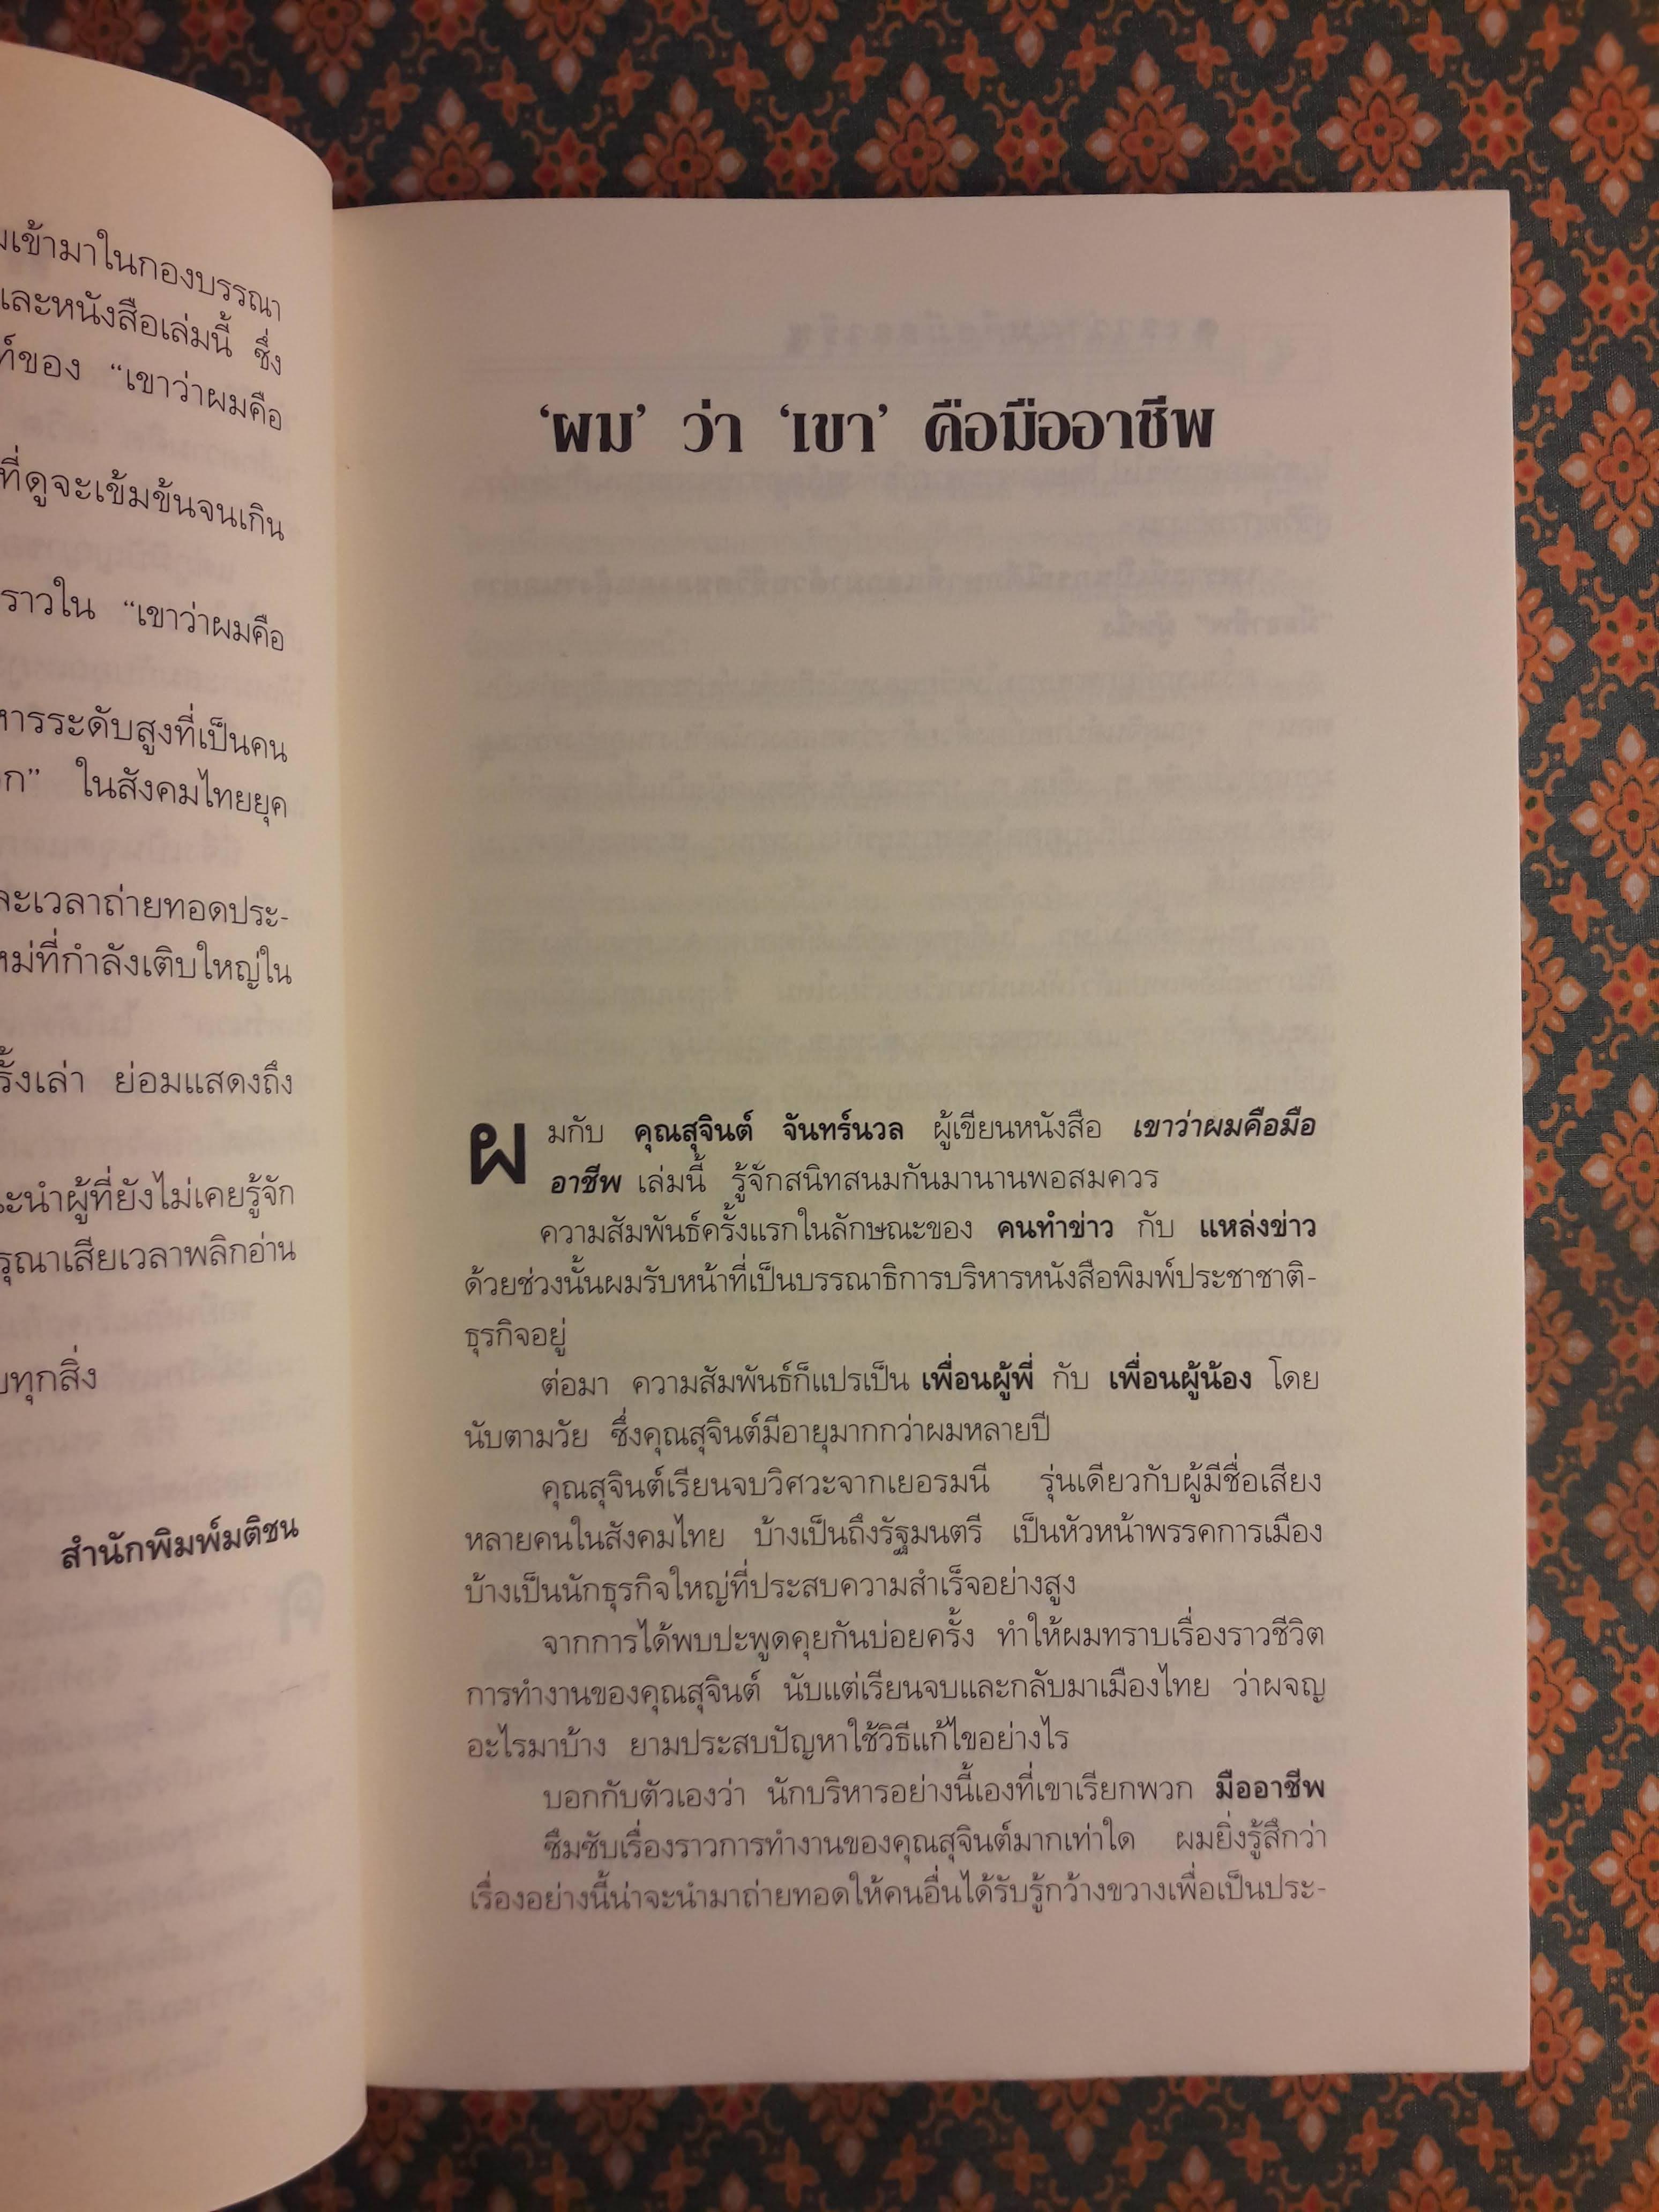 เข้ามาในกองบรรณา
และหนังสือเล่มนี้ ซึ่ง
ของ “เขาว่าผมคือ
ที่ดูจะเข้มข้นจนเกิน
ราวใน “เขาว่าผมคือ
หารระดับสูงที่เป็นคน
ก” ในสังคมไทยยุค
ละเวลาถ่ายทอดประ-
หม่ที่กำลังเติบใหญ่ใน
รั้งเล่า ย่อมแสดงถึง
ะนำผู้ที่ยังไม่เคยรู้จัก
รุณาเสียเวลาพลิกอ่าน
ทุกสิ่ง
สำนักพิมพ์มติชน
‘ผม’ ว่า ‘เขา’ คือมืออาชีพ
ผมกับ คุณสุจินต์ จันทร์นวล ผู้เขียนหนังสือ เขาว่าผมคือมือ
อาชีพ เล่มนี้ รู้จักสนิทสนมกันมานานพอสมควร
ความสัมพันธ์ครั้งแรกในลักษณะของ คนทำข่าว กับ แหล่งข่าว
ด้วยช่วงนั้นผมรับหน้าที่เป็นบรรณาธิการบริหารหนังสือพิมพ์ประชาชาติ-
ธุรกิจอยู่
ต่อมา ความสัมพันธ์ก็แปรเป็น เพื่อนผู้พี่ กับ เพื่อนผู้น้อง โดย
นับตามวัย ซึ่งคุณสุจินต์มีอายุมากกว่าผมหลายปี
คุณสุจินต์เรียนจบวิศวะจากเยอรมนี รุ่นเดียวกับผู้มีชื่อเสียง
หลายคนในสังคมไทย บ้างเป็นถึงรัฐมนตรี เป็นหัวหน้าพรรคการเมือง
บ้างเป็นนักธุรกิจใหญ่ที่ประสบความสำเร็จอย่างสูง
จากการได้พบปะพูดคุยกันบ่อยครั้ง ทำให้ผมทราบเรื่องราวชีวิต
การทำงานของคุณสุจินต์ นับแต่เรียนจบและกลับมาเมืองไทย ว่าผจญ
อะไรมาบ้าง ยามประสบปัญหาใช้วิธีแก้ไขอย่างไร
บอกกับตัวเองว่า นักบริหารอย่างนี้เองที่เขาเรียกพวก มืออาชีพ
ซึมซับเรื่องราวการทำงานของคุณสุจินต์มากเท่าใด ผมยิ่งรู้สึกว่า
เรื่องอย่างนี้น่าจะนำมาถ่ายทอดให้คนอื่นได้รับรู้กว้างขวางเพื่อเป็นประ-